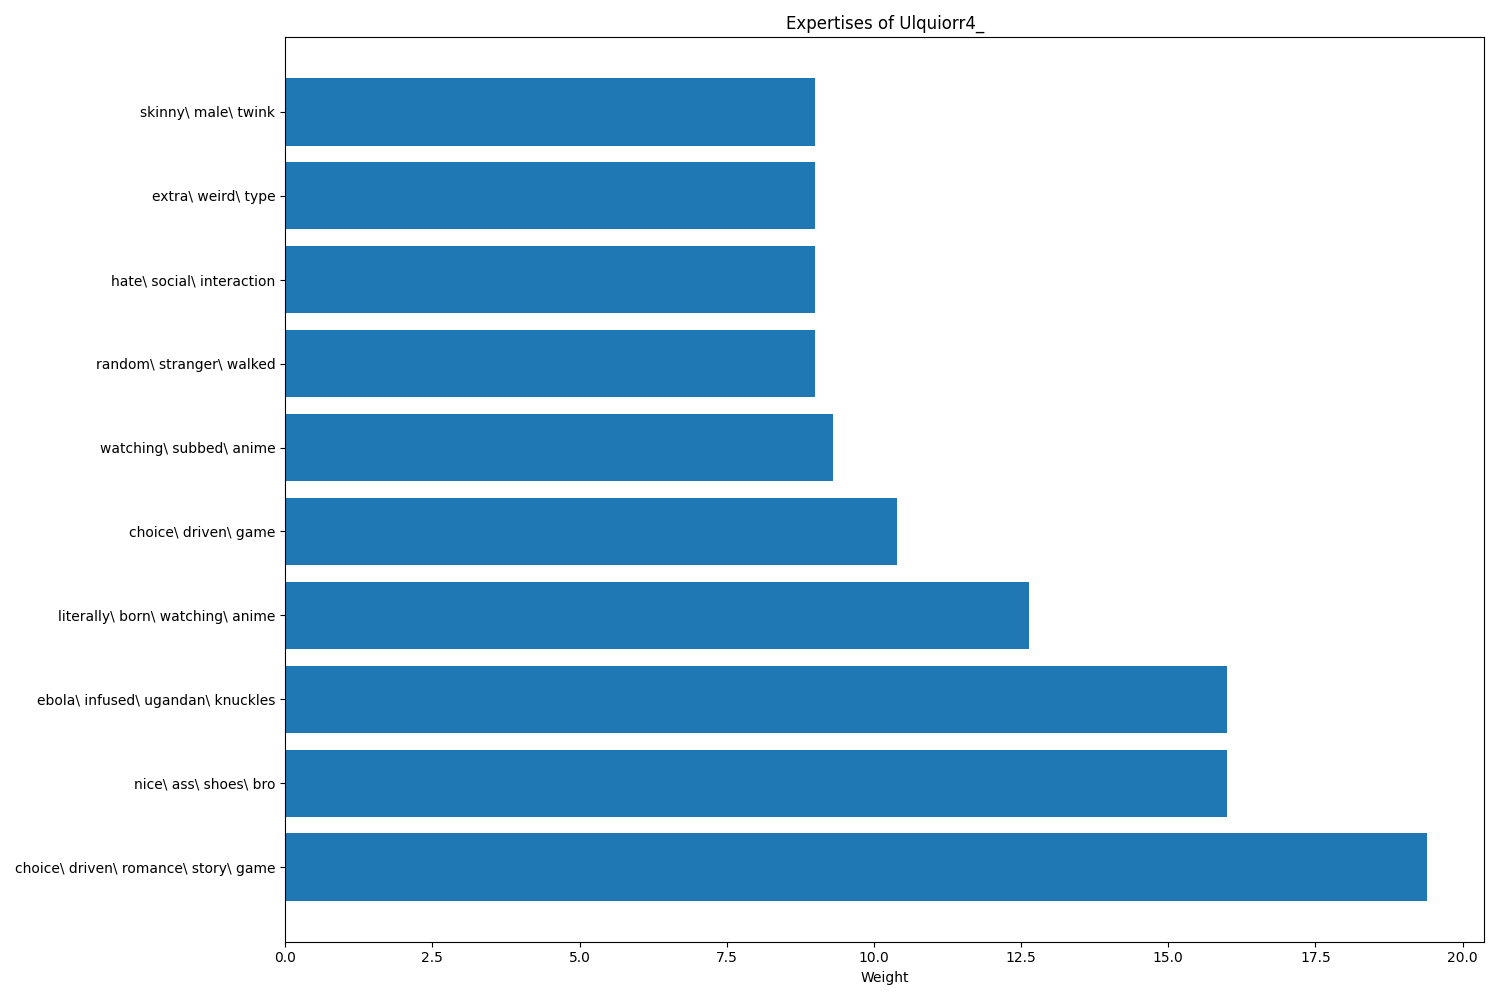 Expertises of Ulquiorr4_
skinny\ male\ twink
extra\ weird\ type
hate\ social\ interaction
random\ stranger\ walked
watching\ subbed\ anime
choice\ driven\ game
literally\ born\ watching\ anime
ebola\ infused\ ugandan\ knuckles
nice\ ass\ shoes\ bro
choice\ driven\ romance\ story\ game
0.0 2.5 5.0 7.5 10.0 12.5 15.0 17.5 20.0
Weight